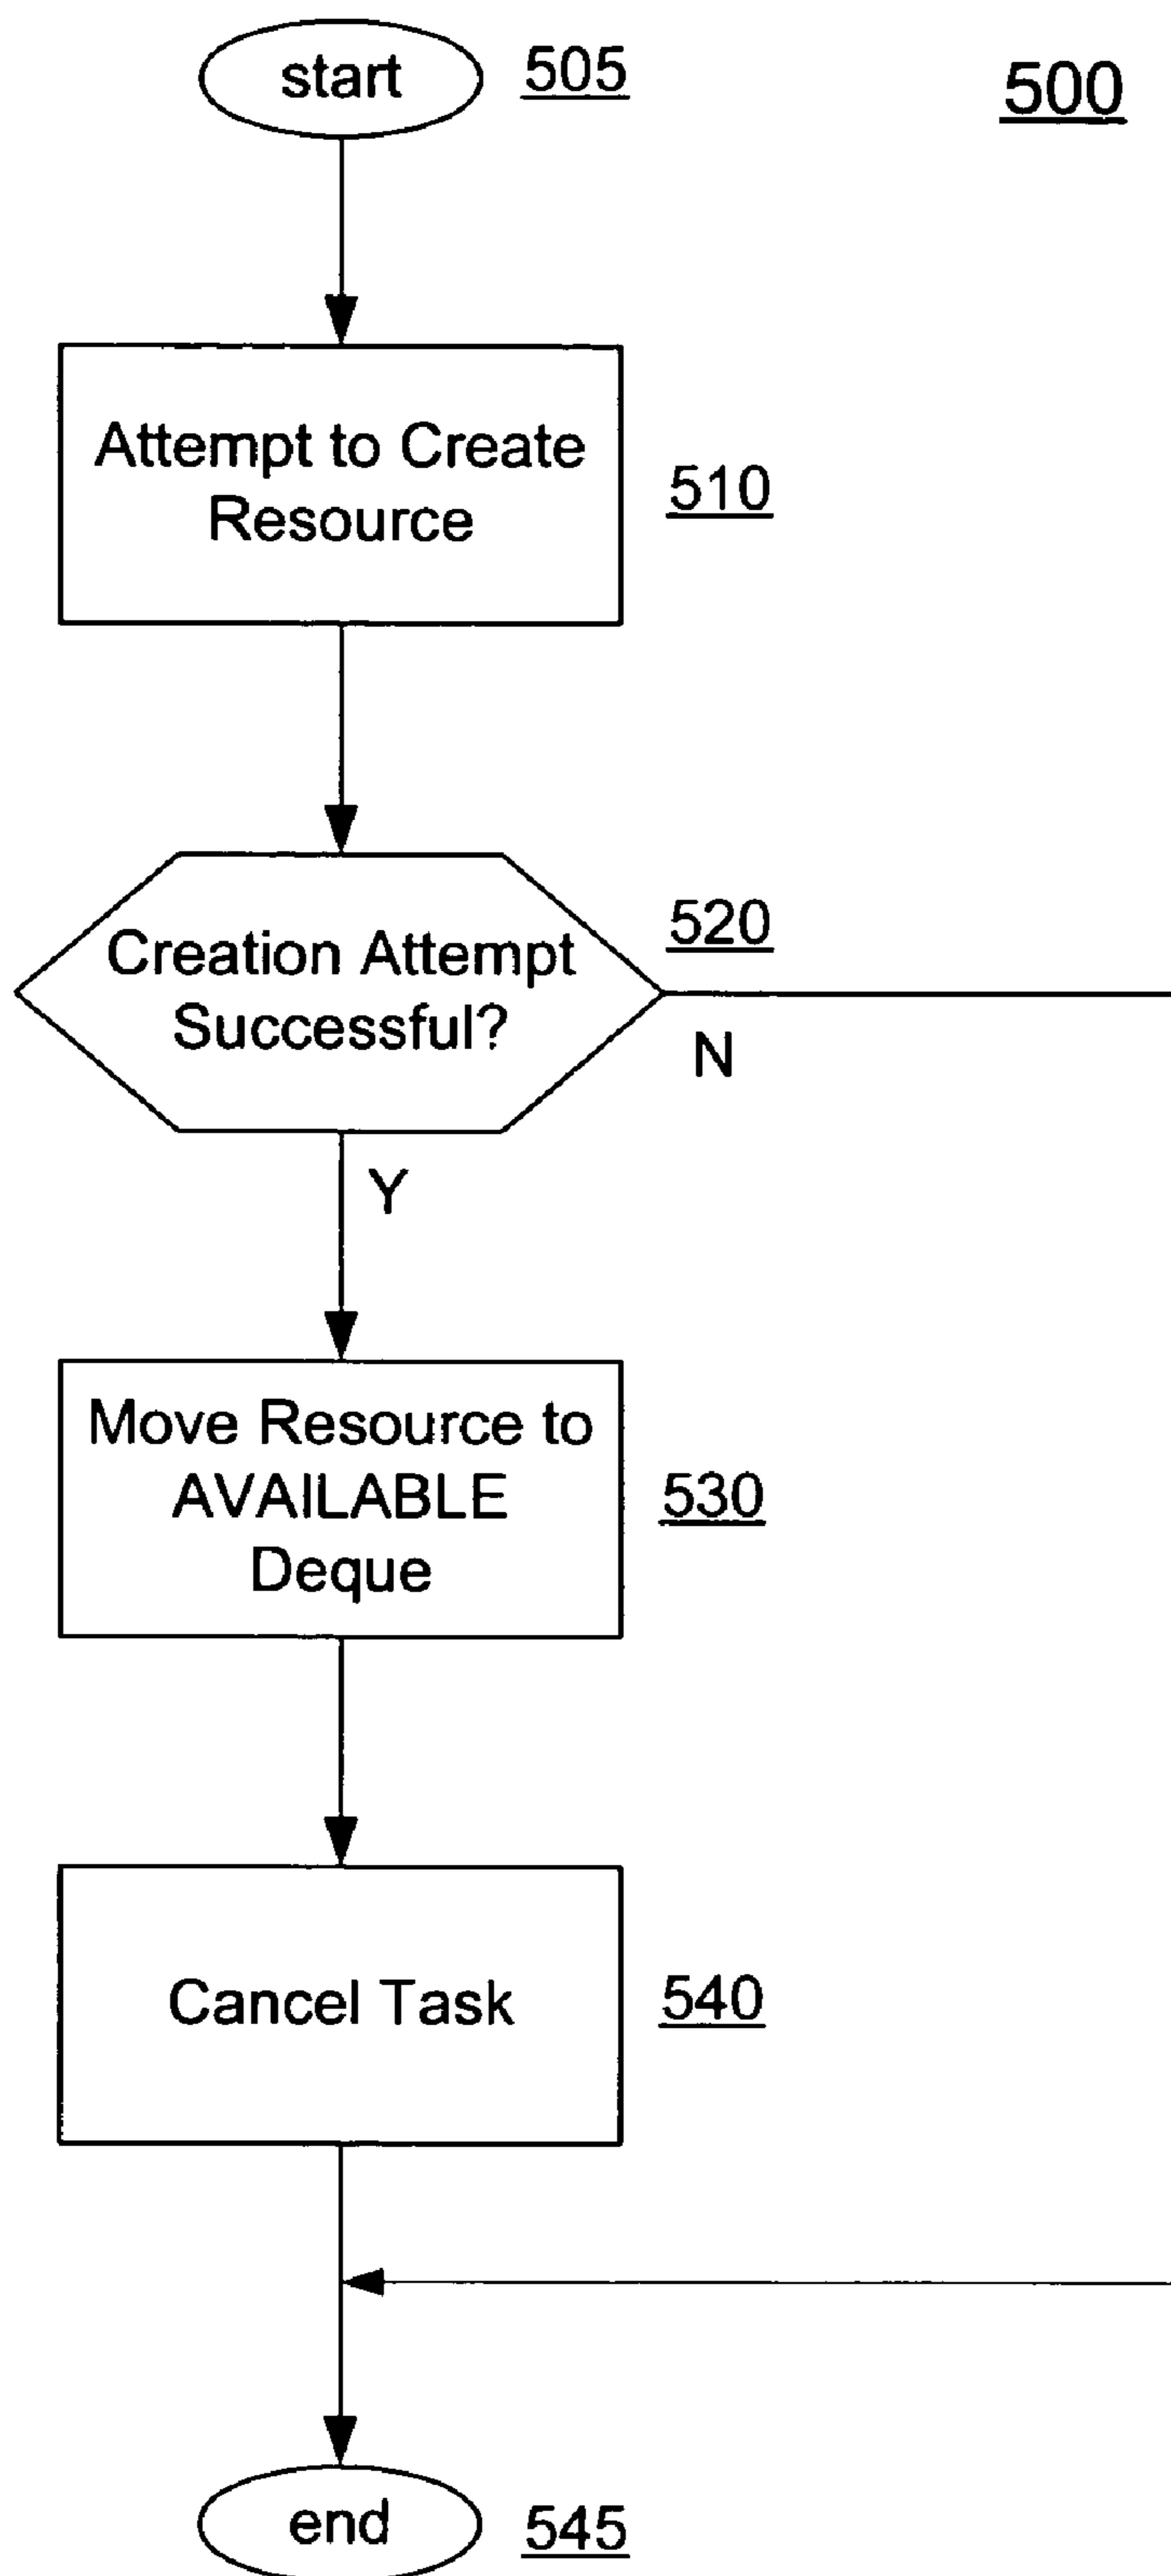 start
505
500
Attempt to Create
Resource
510
Creation Attempt
Successful?
520
N
Y
Move Resource to
AVAILABLE
Deque
530
Cancel Task
540
end
545